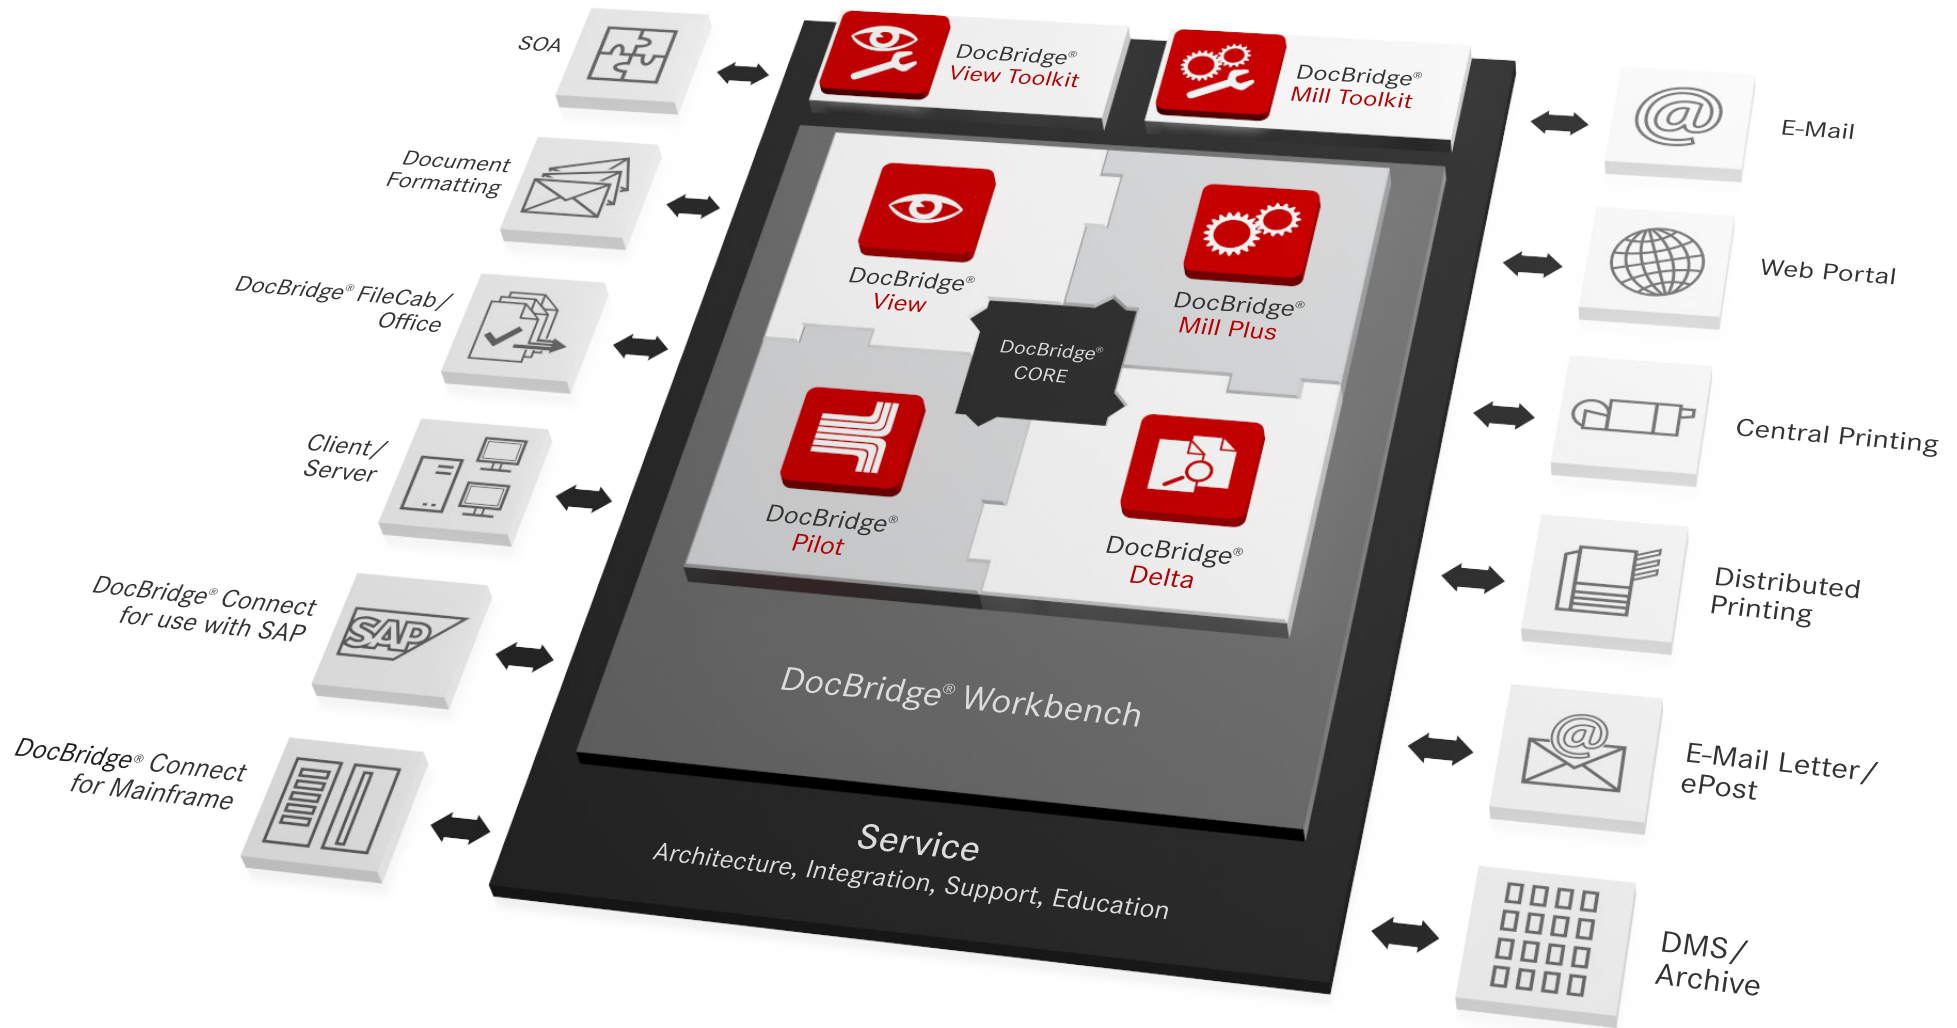 SOA
Document
Formatting
DocBridge® FileCab/
Office
Client/
Server
DocBridge® Connect
for use with SAP
SAP
DocBridge® Connect
for Mainframe
DocBridge®
View Toolkit
DocBridge®
Mill Toolkit
DocBridge®
View
DocBridge®
Mill Plus
DocBridge®
CORE
DocBridge®
Pilot
DocBridge®
Delta
DocBridge® Workbench
Service
Architecture, Integration, Support, Education
@
E-Mail
Web Portal
Central Printing
Distributed
Printing
@
E-Mail Letter/
ePost
DMS/
Archive